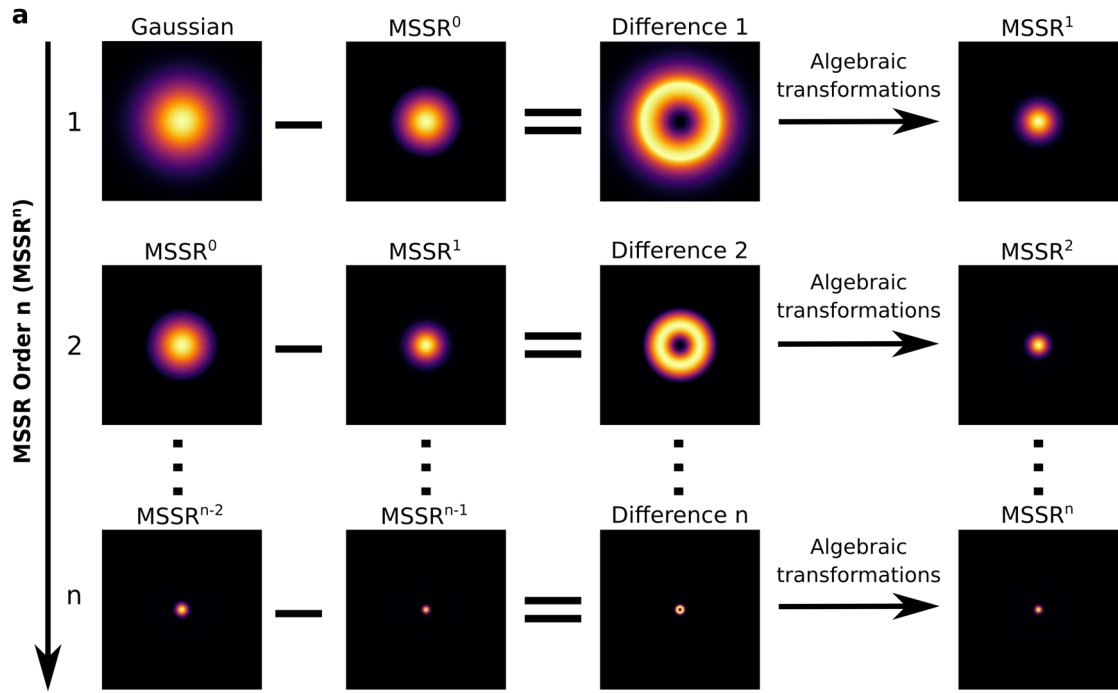 a
Gaussian
MSSR⁰
Difference 1
MSSR¹
MSSR Order n (MSSRⁿ)
1
Algebraic
transformations
MSSR⁰
MSSR¹
Difference 2
MSSR²
2
Algebraic
transformations
MSSRⁿ⁻²
MSSRⁿ⁻¹
Difference n
MSSRⁿ
n
Algebraic
transformations